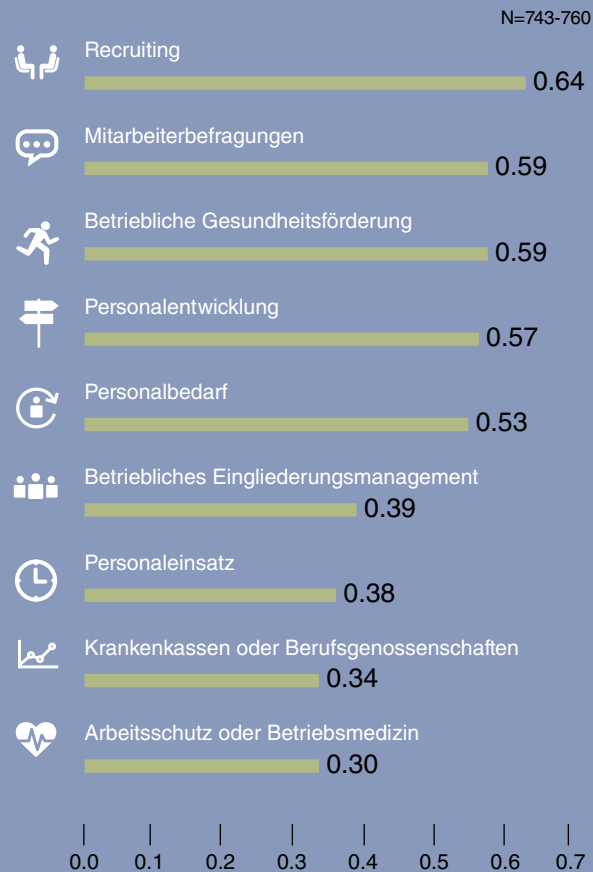 N=743-760
Recruiting
0.64
Mitarbeiterbefragungen
0.59
Betriebliche Gesundheitsförderung
0.59
Personalentwicklung
0.57
Personalbedarf
0.53
Betriebliches Eingliederungsmanagement
0.39
Personaleinsatz
0.38
Krankenkassen oder Berufsgenossenschaften
0.34
Arbeitsschutz oder Betriebsmedizin
0.30
0.0 0.1 0.2 0.3 0.4 0.5 0.6 0.7